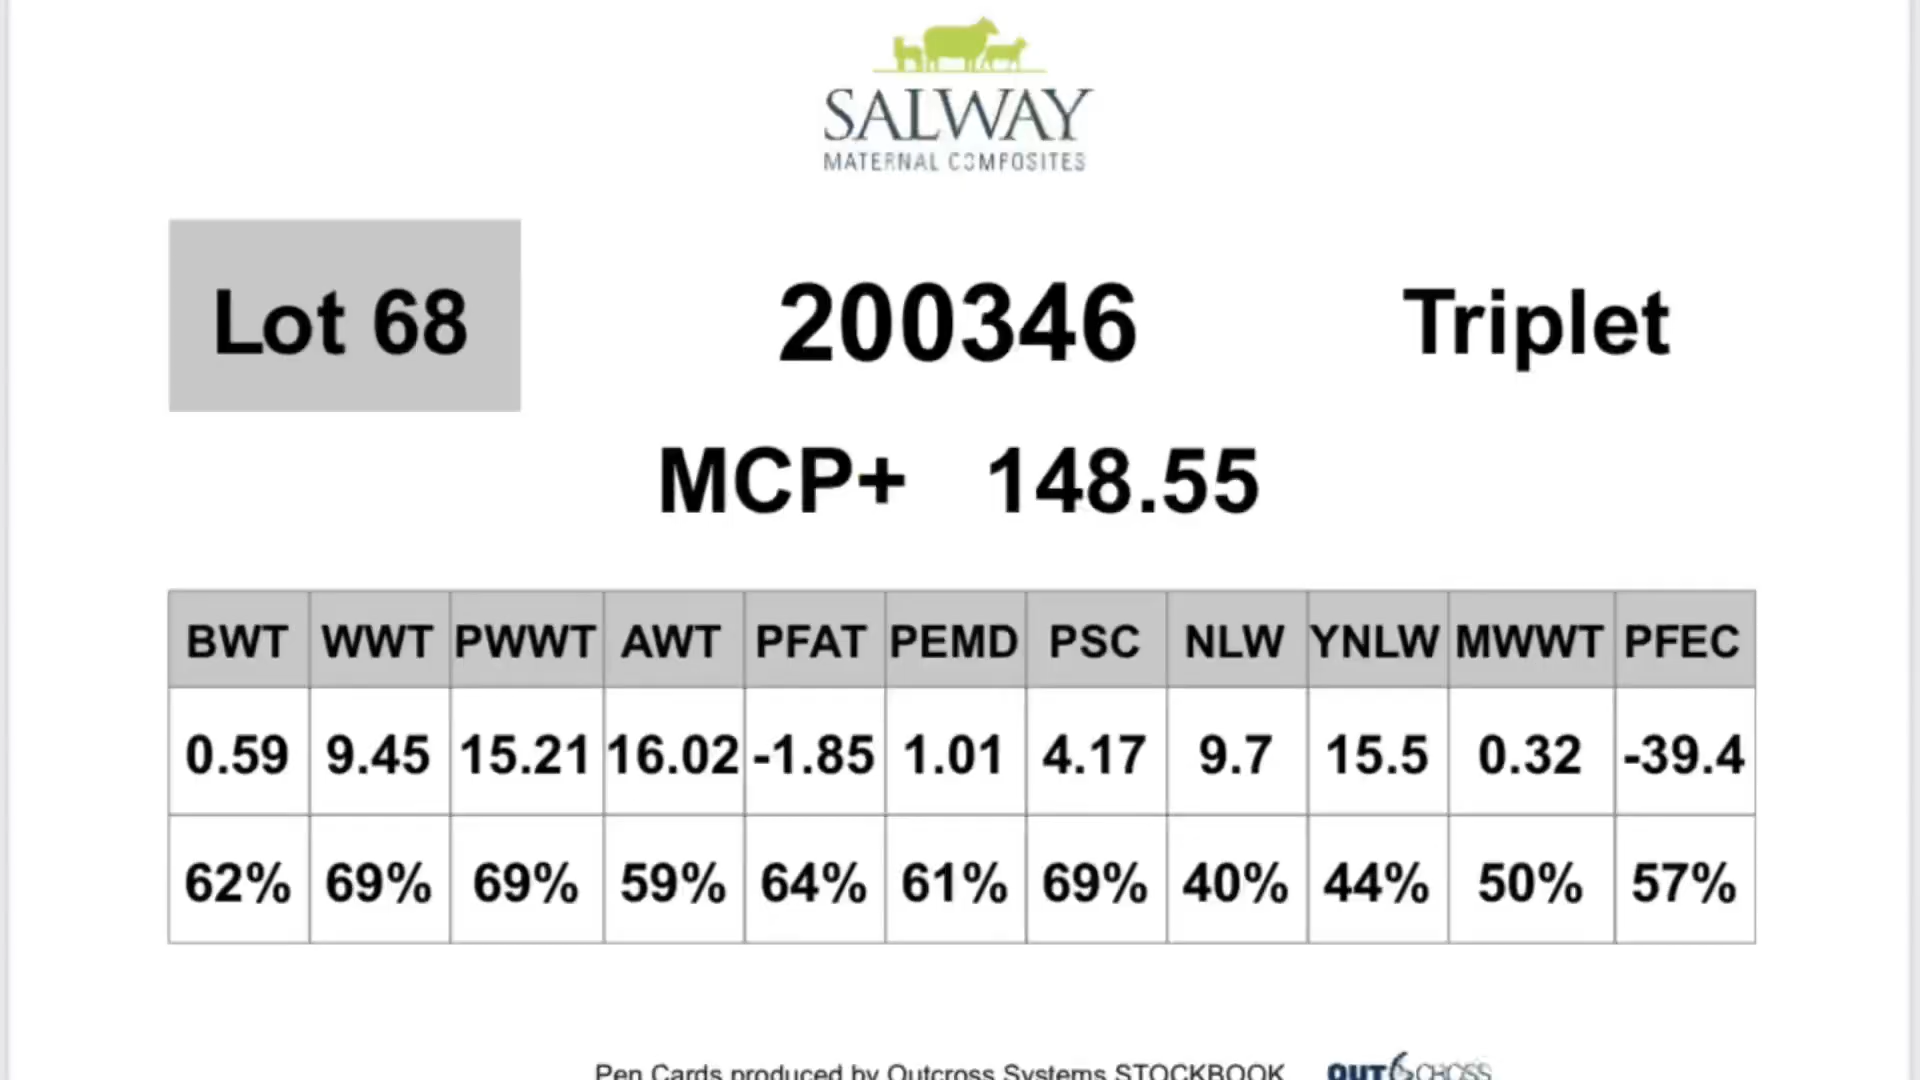 SALWAY
MATERNAL COMPOSITES
Lot 68 200346 Triplet
MCP+ 148.55
BWT WWT PWWT AWT PFAT PEMD PSC NLW YNLW MWWT PFEC
0.59 9.45 15.21 16.02 -1.85 1.01 4.17 9.7 15.5 0.32 -39.4
62% 69% 69% 59% 64% 61% 69% 40% 44% 50% 57%
Pen Cards produced by Outcross Systems STOCKBOOK OUTCROSS